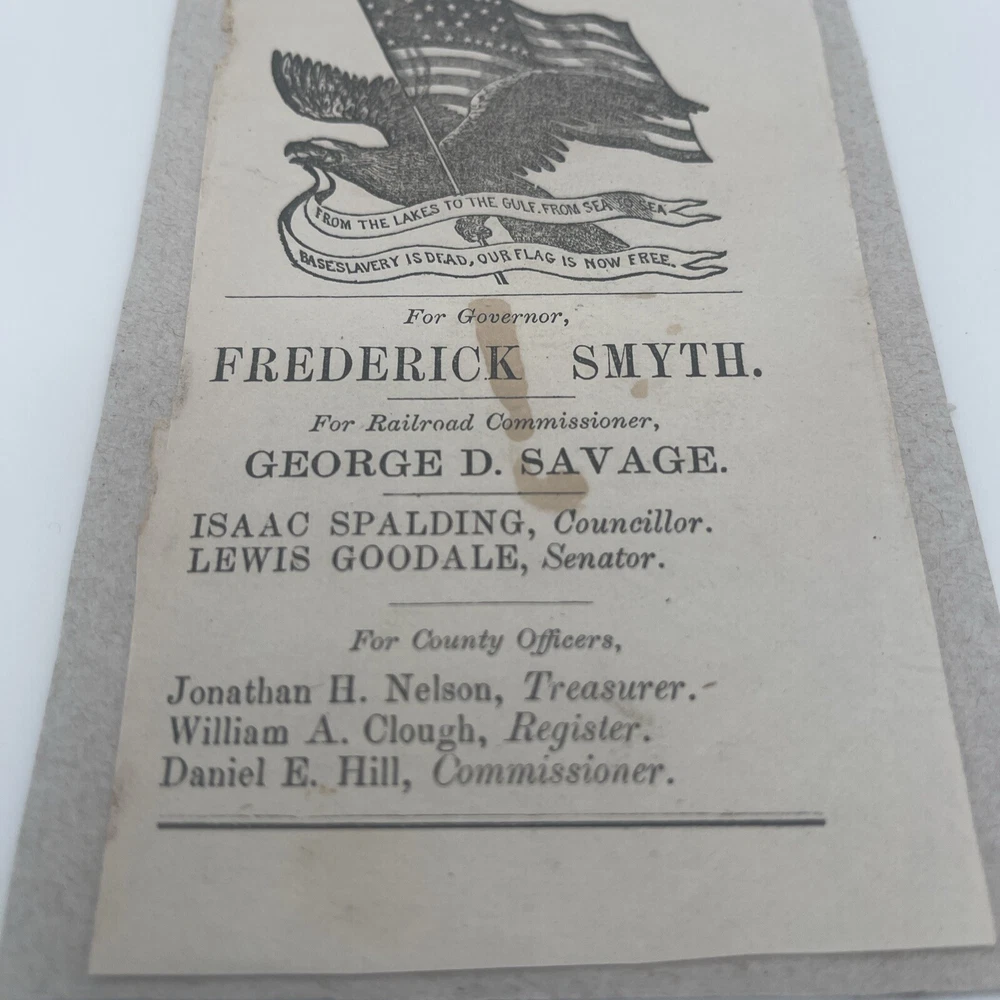 FROM THE LAKES TO THE GULF. FROM SEA TO SEA
BASE SLAVERY IS DEAD, OUR FLAG IS NOW FREE.
For Governor,
FREDERICK SMYTH.
For Railroad Commissioner,
GEORGE D. SAVAGE.
ISAAC SPALDING, Councillor.
LEWIS GOODALE, Senator.
For County Officers,
Jonathan H. Nelson, Treasurer.-
William A. Clough, Register.
Daniel E. Hill, Commissioner.